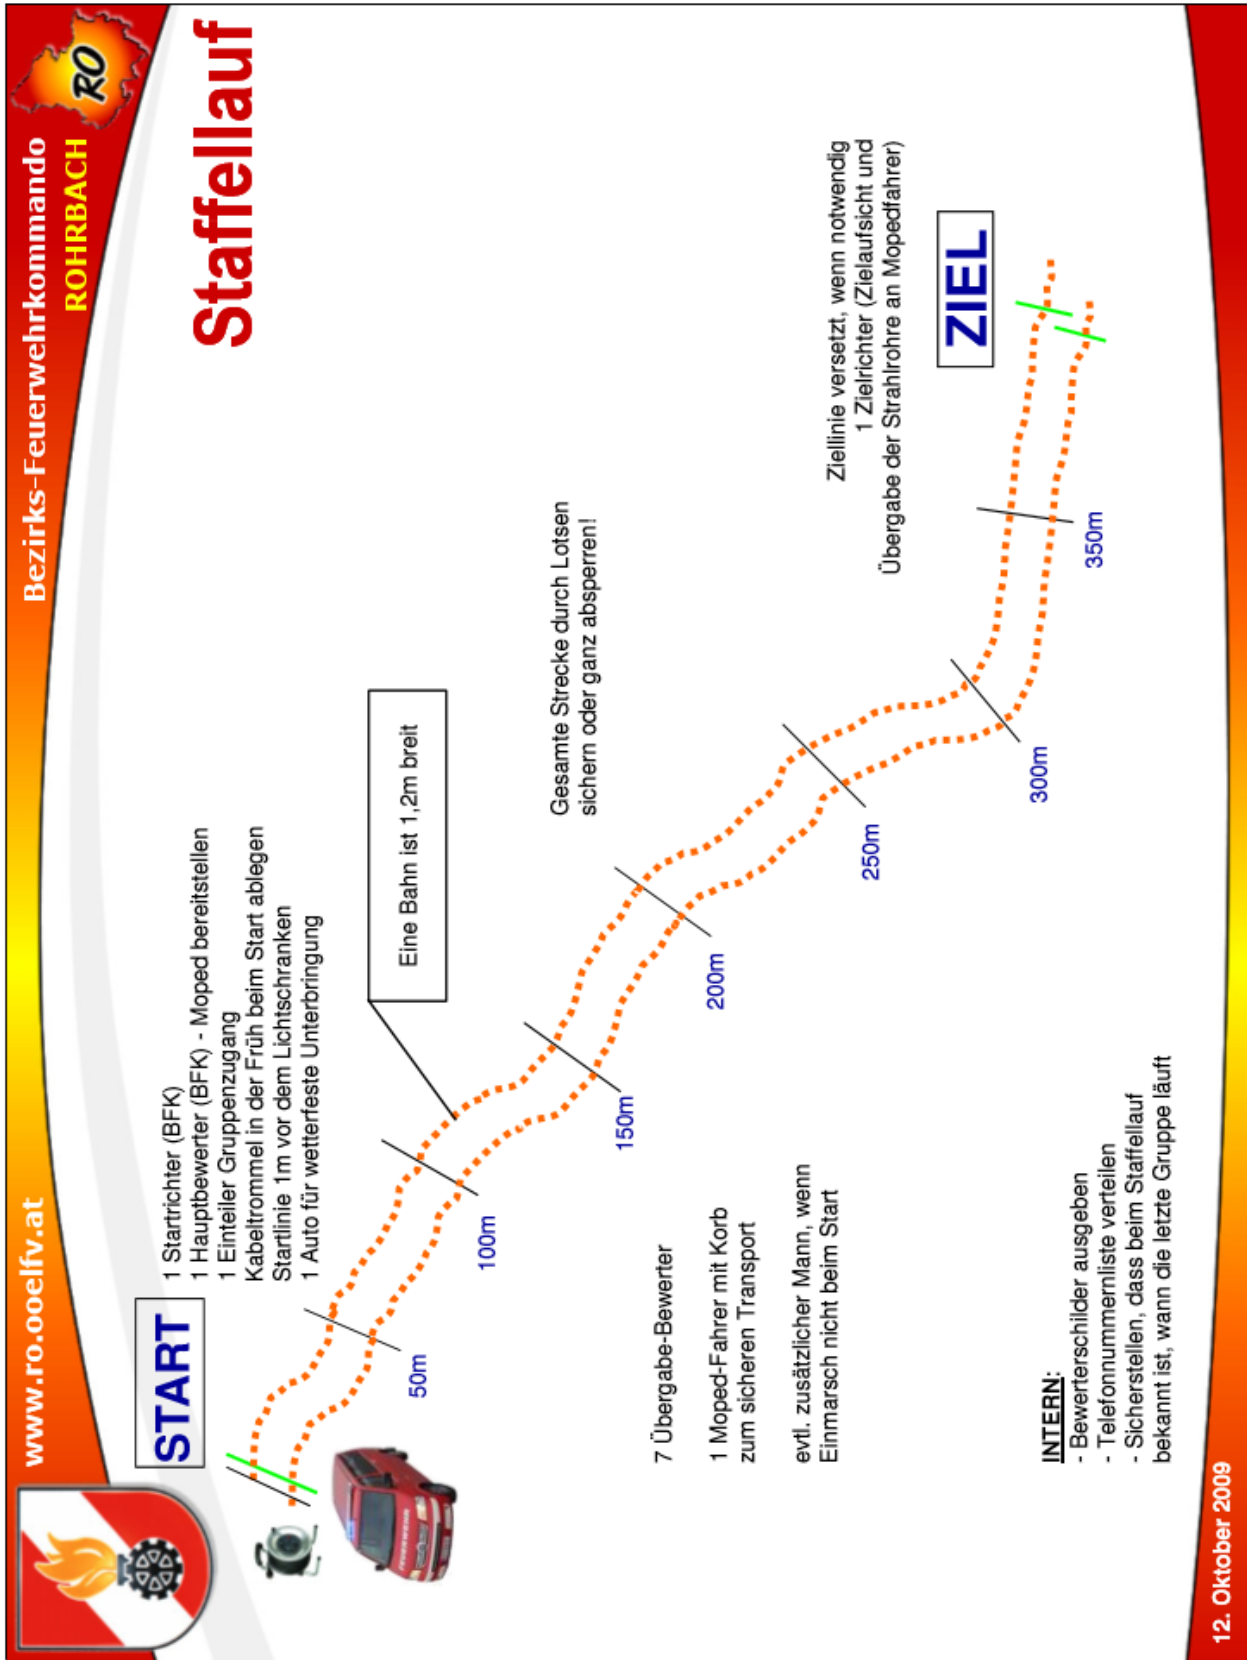 www.ro.ooelfv.at
Bezirks-Feuerwehrkommando
ROHRBACH
RO
Staffellauf
START
1 Startrichter (BFK)
1 Hauptbewerter (BFK) - Moped bereitstellen
1 Einteiler Gruppenzugang
Kabeltrommel in der Früh beim Start ablegen
Startlinie 1m vor dem Lichtschranken
1 Auto für wetterfeste Unterbringung
FEUERWEHR
Eine Bahn ist 1,2m breit
50m
100m
150m
200m
250m
300m
350m
Gesamte Strecke durch Lotsen
sichern oder ganz absperren!
Ziellinie versetzt, wenn notwendig
1 Zielrichter (Zielaufsicht und
Übergabe der Strahlrohre an Mopedfahrer)
ZIEL
7 Übergabe-Bewerter
1 Moped-Fahrer mit Korb
zum sicheren Transport
evtl. zusätzlicher Mann, wenn
Einmarsch nicht beim Start
INTERN:
- Bewerterschilder ausgeben
- Telefonnummernliste verteilen
- Sicherstellen, dass beim Staffellauf
bekannt ist, wann die letzte Gruppe läuft
12. Oktober 2009